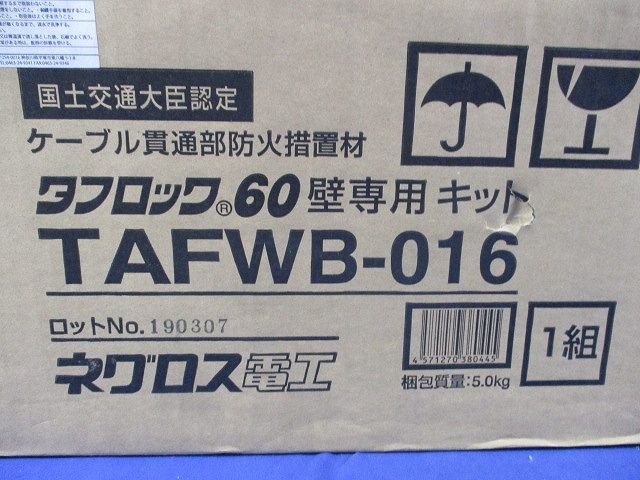 国土交通大臣認定
ケーブル貫通部防火措置材
タフロック®60壁専用キット
TAFWB-016
ロットNo.190307
ネグロス電工
4571270380445
梱包質量:5.0kg
1組